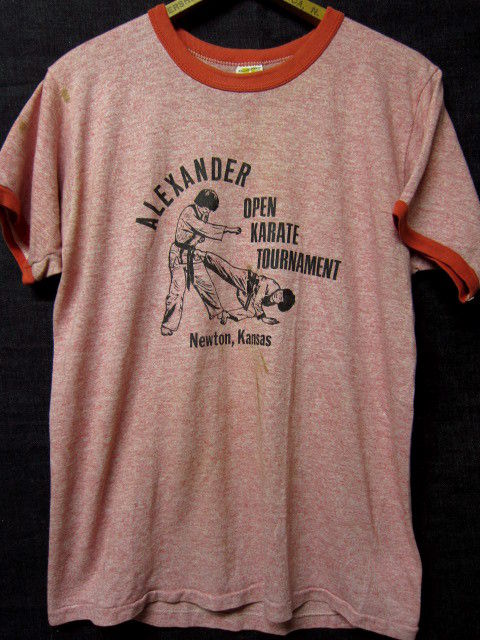 ALEXANDER
OPEN
KARATE
TOURNAMENT
Newton, Kansas